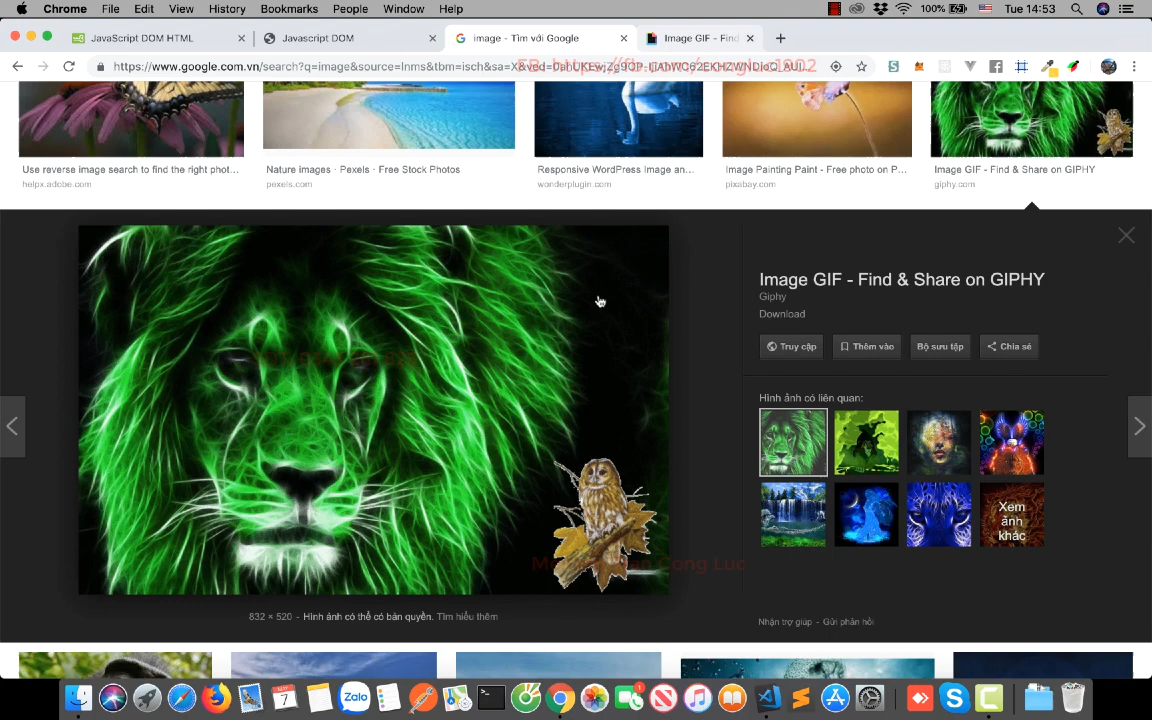 Chrome File Edit View History Bookmarks People Window Help 100% Tue 14:53
JavaScript DOM HTML Javascript DOM image - Tìm với Google Image GIF - Find
https://www.google.com.vn/search?q=image&source=lnms&tbm=isch&sa=X&ved=
Use reverse image search to find the right phot...
helpx.adobe.com
Nature images · Pexels - Free Stock Photos
pexels.com
Responsive WordPress Image an...
wonderplugin.com
Image Painting Paint - Free photo on P...
pixabay.com
Image GIF - Find & Share on GIPHY
giphy.com
Image GIF - Find & Share on GIPHY
Giphy
Download
Truy cập Thêm vào Bộ sưu tập Chia sẻ
Hình ảnh có liên quan:
Xem
ảnh
khác
832 × 520 - Hình ảnh có thể có bản quyền. Tìm hiểu thêm
Nhận trợ giúp - Gửi phản hồi
Cong Luc
7
Zalo
1